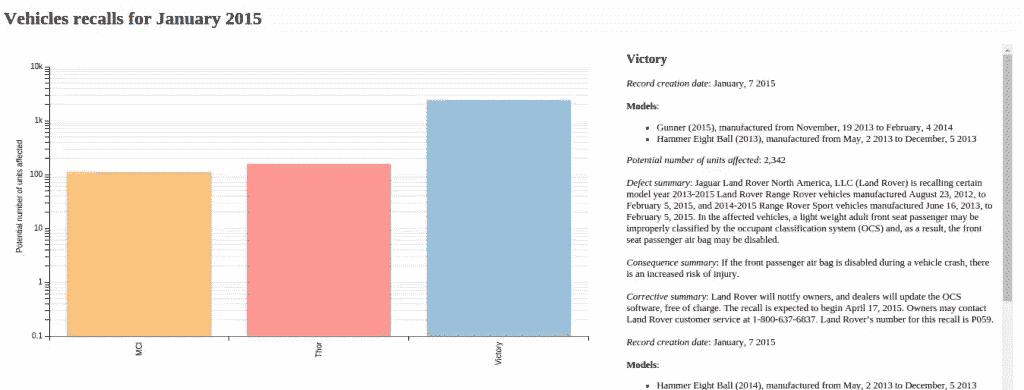 Vehicles recalls for January 2015
10k
1k
100
10
1
0.1
Potential number of units affected
MCI
Thor
Victory
Victory
Record creation date: January, 7 2015
Models:
Gunner (2015), manufactured from November, 19 2013 to February, 4 2014
Hammer Eight Ball (2013), manufactured from May, 2 2013 to December, 5 2013
Potential number of units affected: 2,342
Defect summary: Jaguar Land Rover North America, LLC (Land Rover) is recalling certain
model year 2013-2015 Land Rover Range Rover vehicles manufactured August 23, 2012, to
February 5, 2015, and 2014-2015 Range Rover Sport vehicles manufactured June 16, 2013, to
February 5, 2015. In the affected vehicles, a light weight adult front seat passenger may be
improperly classified by the occupant classification system (OCS) and, as a result, the front
seat passenger air bag may be disabled.
Consequence summary: If the front passenger air bag is disabled during a vehicle crash, there
is an increased risk of injury.
Corrective summary: Land Rover will notify owners, and dealers will update the OCS
software, free of charge. The recall is expected to begin April 17, 2015. Owners may contact
Land Rover customer service at 1-800-637-6837. Land Rover's number for this recall is P059.
Record creation date: January, 7 2015
Models:
Hammer Eight Ball (2014), manufactured from May, 2 2013 to December, 5 2013